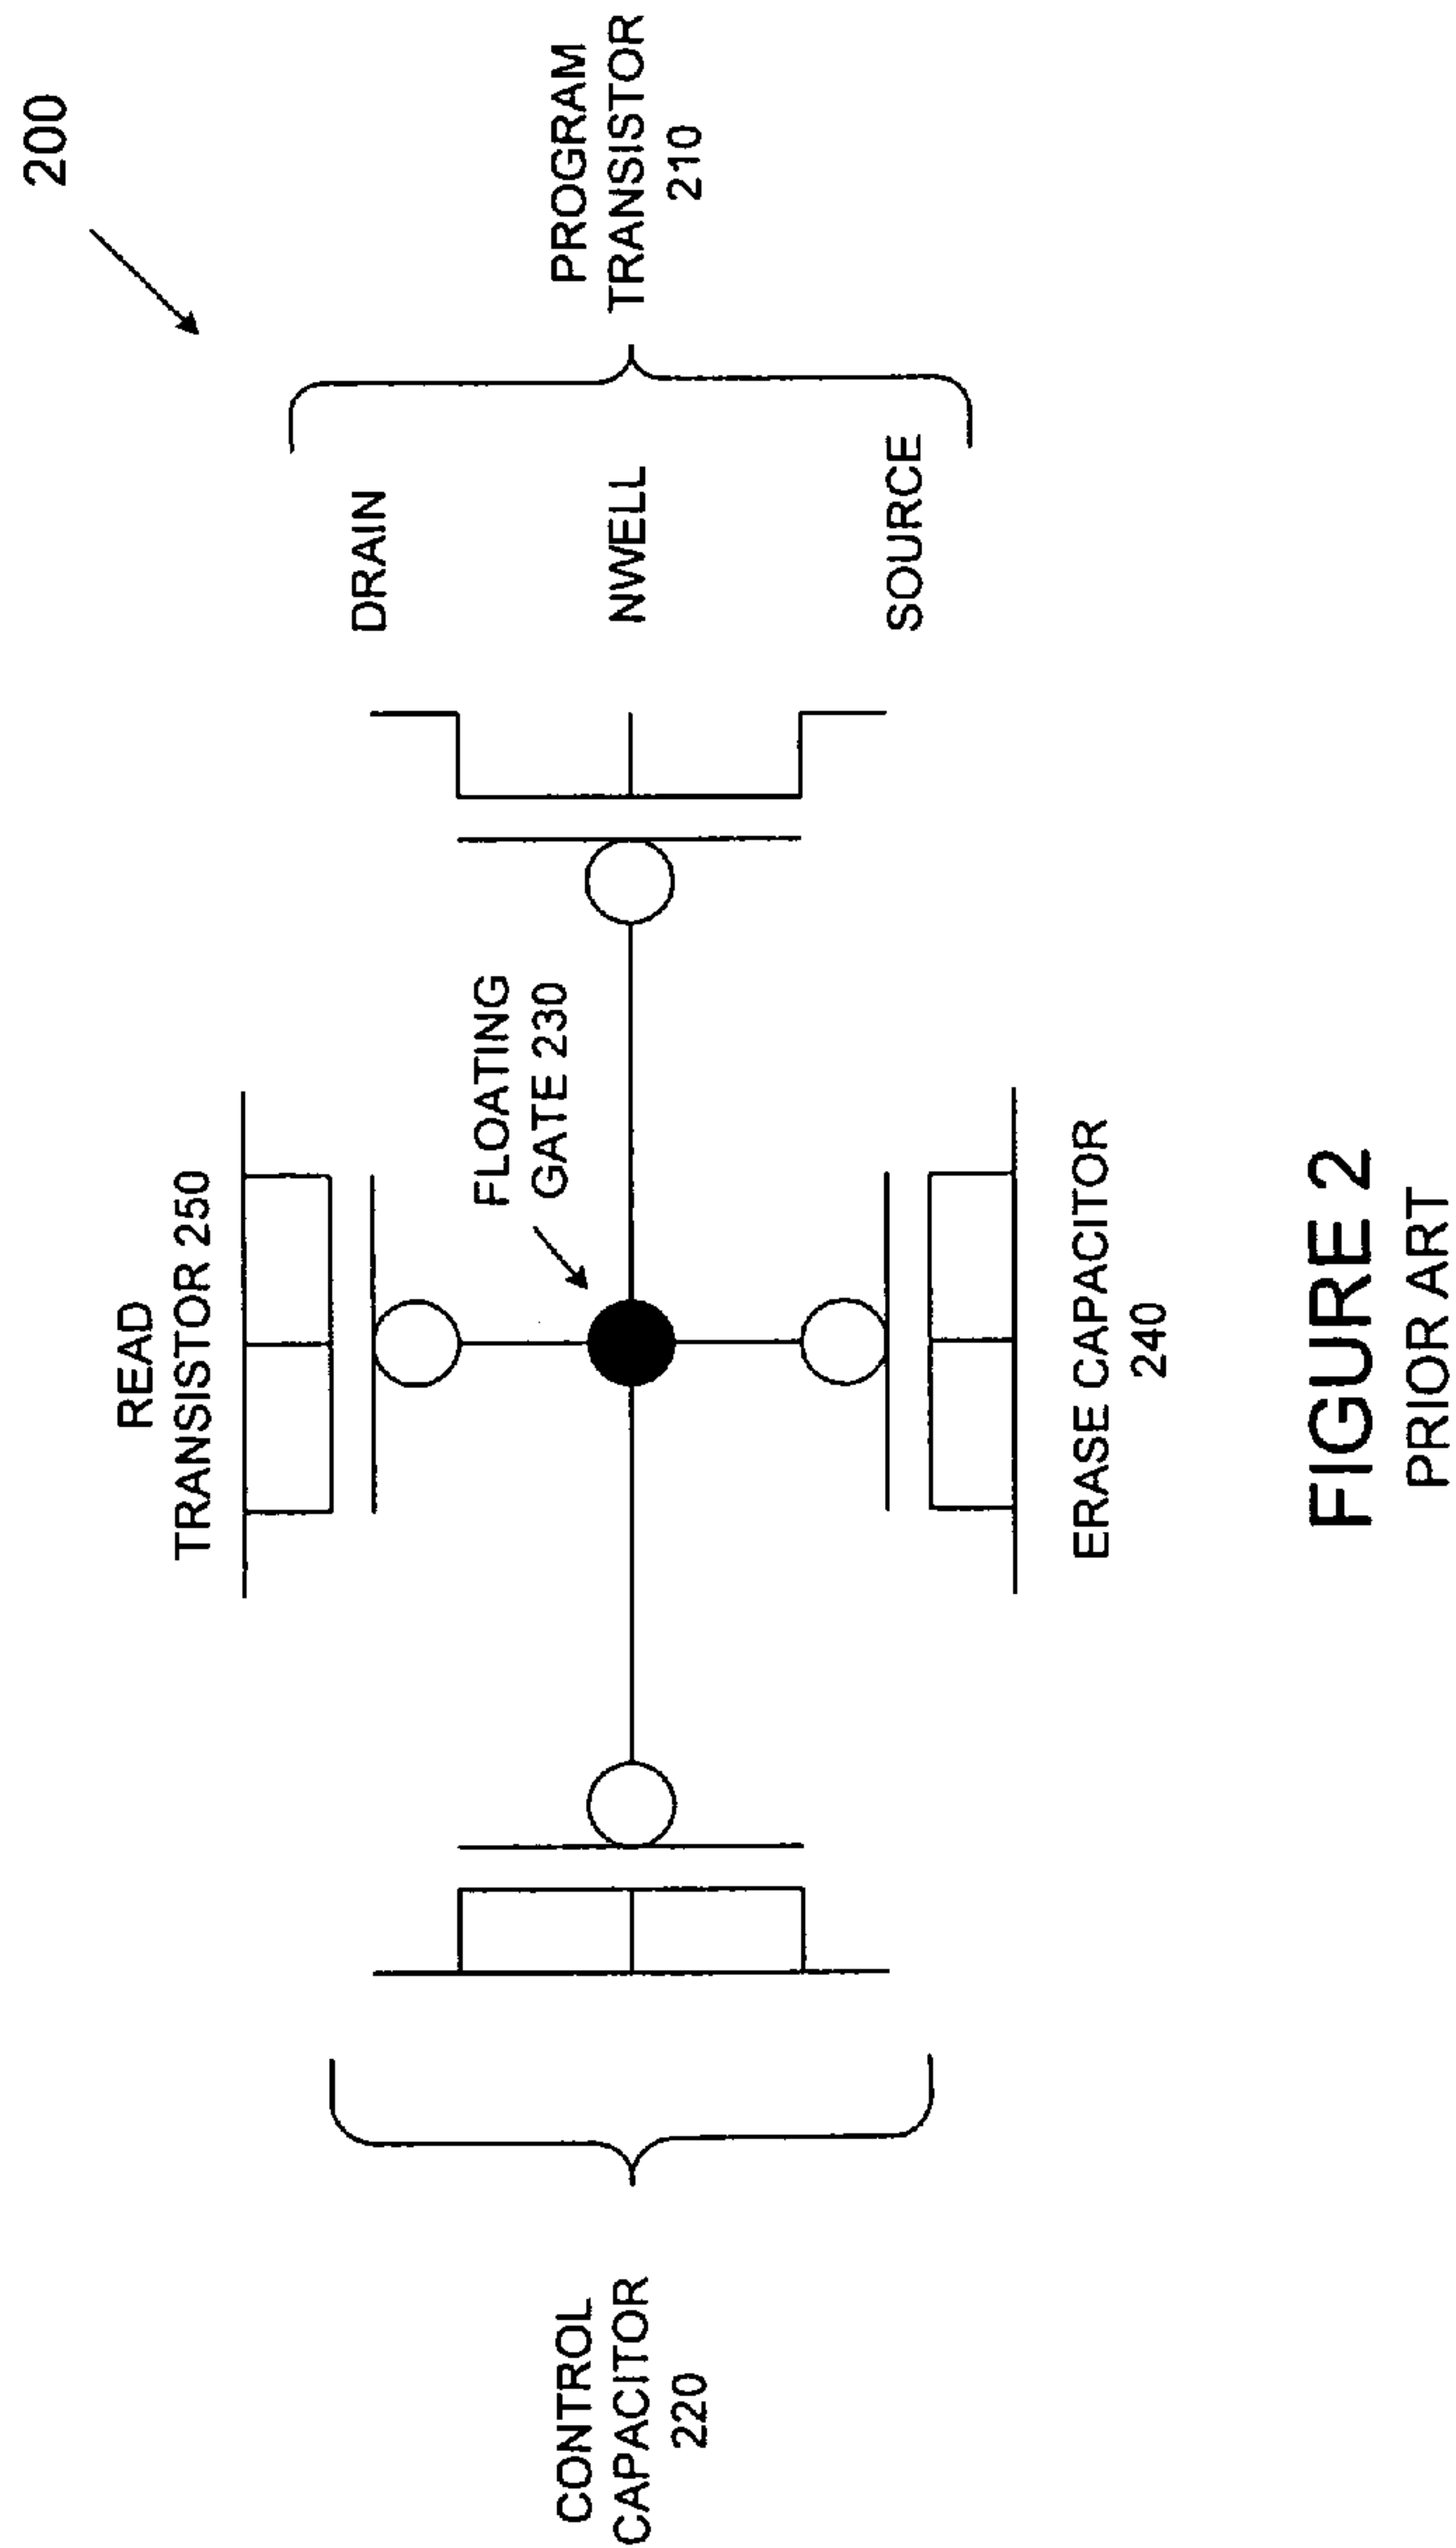 200
READ
TRANSISTOR 250
FLOATING
GATE 230
DRAIN
NWELL
SOURCE
PROGRAM
TRANSISTOR
210
CONTROL
CAPACITOR
220
ERASE CAPACITOR
240
FIGURE 2
PRIOR ART